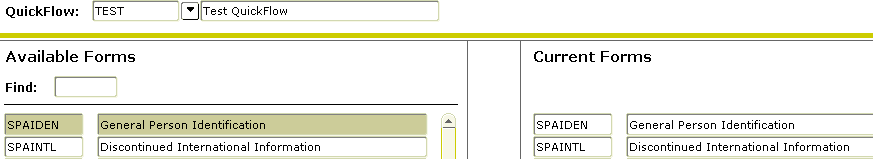 QuickFlow: TEST Test QuickFlow
Available Forms
Find:
SPAIDEN General Person Identification
SPAINTL Discontinued International Information
Current Forms
SPAIDEN General Person Identification
SPAINTL Discontinued International Information